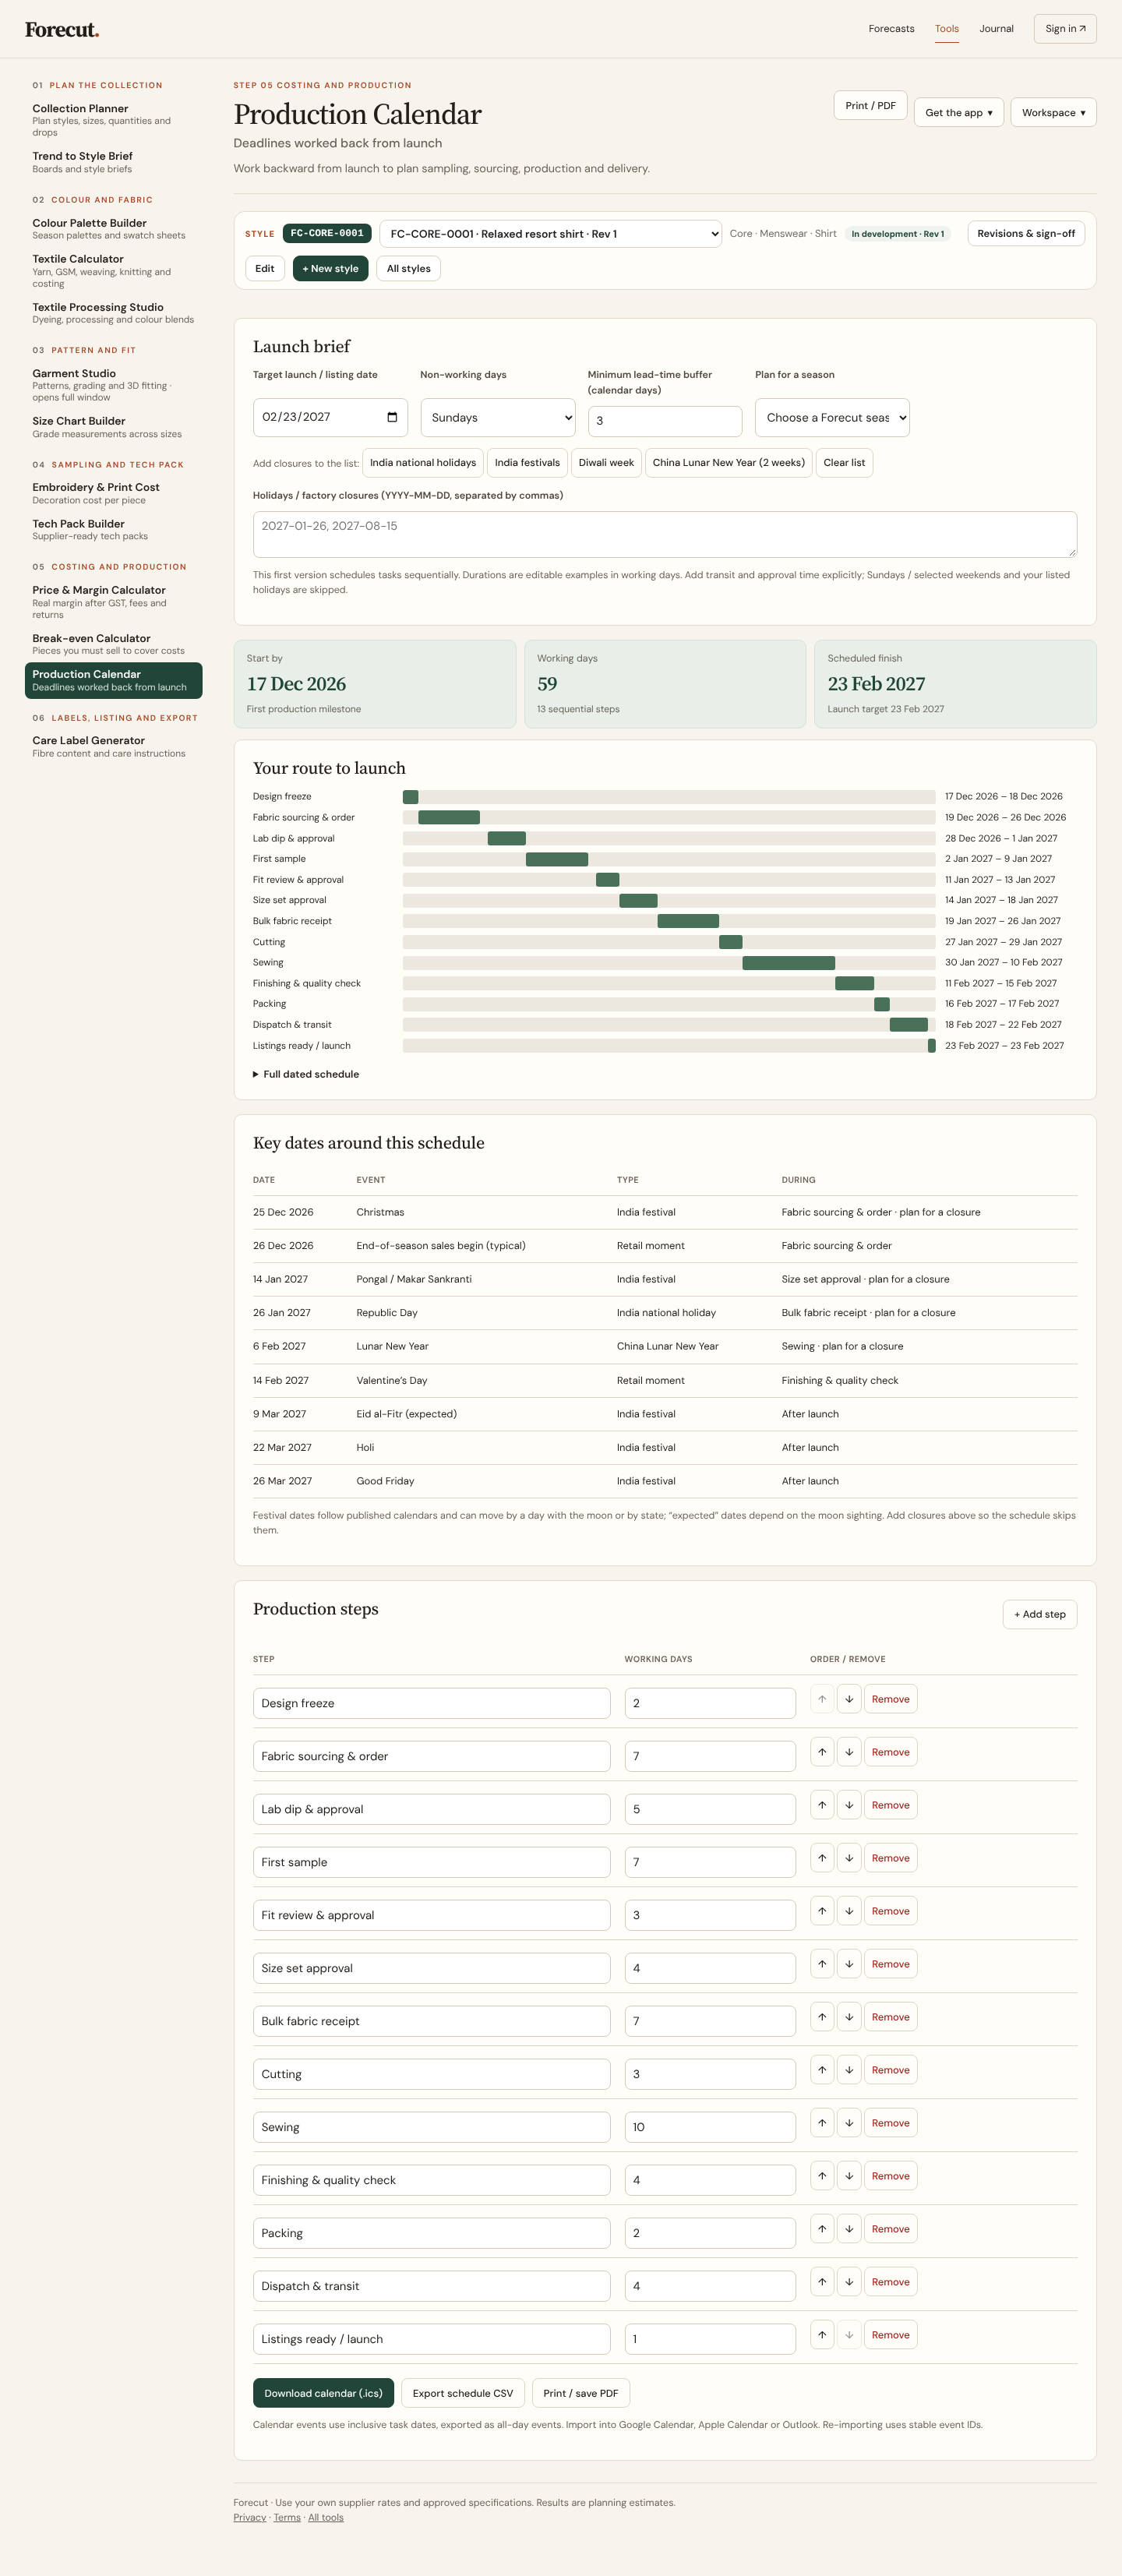 Forecut.
Forecasts
Tools
Journal
Sign in ↗
01 PLAN THE COLLECTION
Collection Planner
Plan styles, sizes, quantities and
drops
Trend to Style Brief
Boards and style briefs
02 COLOUR AND FABRIC
Colour Palette Builder
Season palettes and swatch sheets
Textile Calculator
Yarn, GSM, weaving, knitting and
costing
Textile Processing Studio
Dyeing, processing and colour blends
03 PATTERN AND FIT
Garment Studio
Patterns, grading and 3D fitting ·
opens full window
Size Chart Builder
Grade measurements across sizes
04 SAMPLING AND TECH PACK
Embroidery & Print Cost
Decoration cost per piece
Tech Pack Builder
Supplier-ready tech packs
05 COSTING AND PRODUCTION
Price & Margin Calculator
Real margin after GST, fees and
returns
Break-even Calculator
Pieces you must sell to cover costs
Production Calendar
Deadlines worked back from launch
06 LABELS, LISTING AND EXPORT
Care Label Generator
Fibre content and care instructions
STEP 05 COSTING AND PRODUCTION
Production Calendar
Deadlines worked back from launch
Work backward from launch to plan sampling, sourcing, production and delivery.
Print / PDF
Get the app ▾
Workspace ▾
STYLE FC-CORE-0001 FC-CORE-0001 · Relaxed resort shirt · Rev 1 Core · Menswear · Shirt In development · Rev 1 Revisions & sign-off
Edit + New style All styles
Launch brief
Target launch / listing date
02/23/2027
Non-working days
Sundays
Minimum lead-time buffer
(calendar days)
3
Plan for a season
Choose a Forecut seas
Add closures to the list: India national holidays India festivals Diwali week China Lunar New Year (2 weeks) Clear list
Holidays / factory closures (YYYY-MM-DD, separated by commas)
2027-01-26, 2027-08-15
This first version schedules tasks sequentially. Durations are editable examples in working days. Add transit and approval time explicitly; Sundays / selected weekends and your listed
holidays are skipped.
Start by
17 Dec 2026
First production milestone
Working days
59
13 sequential steps
Scheduled finish
23 Feb 2027
Launch target 23 Feb 2027
Your route to launch
Design freeze 17 Dec 2026 – 18 Dec 2026
Fabric sourcing & order 19 Dec 2026 – 26 Dec 2026
Lab dip & approval 28 Dec 2026 – 1 Jan 2027
First sample 2 Jan 2027 – 9 Jan 2027
Fit review & approval 11 Jan 2027 – 13 Jan 2027
Size set approval 14 Jan 2027 – 18 Jan 2027
Bulk fabric receipt 19 Jan 2027 – 26 Jan 2027
Cutting 27 Jan 2027 – 29 Jan 2027
Sewing 30 Jan 2027 – 10 Feb 2027
Finishing & quality check 11 Feb 2027 – 15 Feb 2027
Packing 16 Feb 2027 – 17 Feb 2027
Dispatch & transit 18 Feb 2027 – 22 Feb 2027
Listings ready / launch 23 Feb 2027 – 23 Feb 2027
▶ Full dated schedule
Key dates around this schedule
DATE EVENT TYPE DURING
25 Dec 2026 Christmas India festival Fabric sourcing & order · plan for a closure
26 Dec 2026 End-of-season sales begin (typical) Retail moment Fabric sourcing & order
14 Jan 2027 Pongal / Makar Sankranti India festival Size set approval · plan for a closure
26 Jan 2027 Republic Day India national holiday Bulk fabric receipt · plan for a closure
6 Feb 2027 Lunar New Year China Lunar New Year Sewing · plan for a closure
14 Feb 2027 Valentine’s Day Retail moment Finishing & quality check
9 Mar 2027 Eid al-Fitr (expected) India festival After launch
22 Mar 2027 Holi India festival After launch
26 Mar 2027 Good Friday India festival After launch
Festival dates follow published calendars and can move by a day with the moon or by state; “expected” dates depend on the moon sighting. Add closures above so the schedule skips
them.
Production steps
+ Add step
STEP WORKING DAYS ORDER / REMOVE
Design freeze 2 ↑ ↓ Remove
Fabric sourcing & order 7 ↑ ↓ Remove
Lab dip & approval 5 ↑ ↓ Remove
First sample 7 ↑ ↓ Remove
Fit review & approval 3 ↑ ↓ Remove
Size set approval 4 ↑ ↓ Remove
Bulk fabric receipt 7 ↑ ↓ Remove
Cutting 3 ↑ ↓ Remove
Sewing 10 ↑ ↓ Remove
Finishing & quality check 4 ↑ ↓ Remove
Packing 2 ↑ ↓ Remove
Dispatch & transit 4 ↑ ↓ Remove
Listings ready / launch 1 ↑ ↓ Remove
Download calendar (.ics) Export schedule CSV Print / save PDF
Calendar events use inclusive task dates, exported as all-day events. Import into Google Calendar, Apple Calendar or Outlook. Re-importing uses stable event IDs.
Forecut · Use your own supplier rates and approved specifications. Results are planning estimates.
Privacy · Terms · All tools